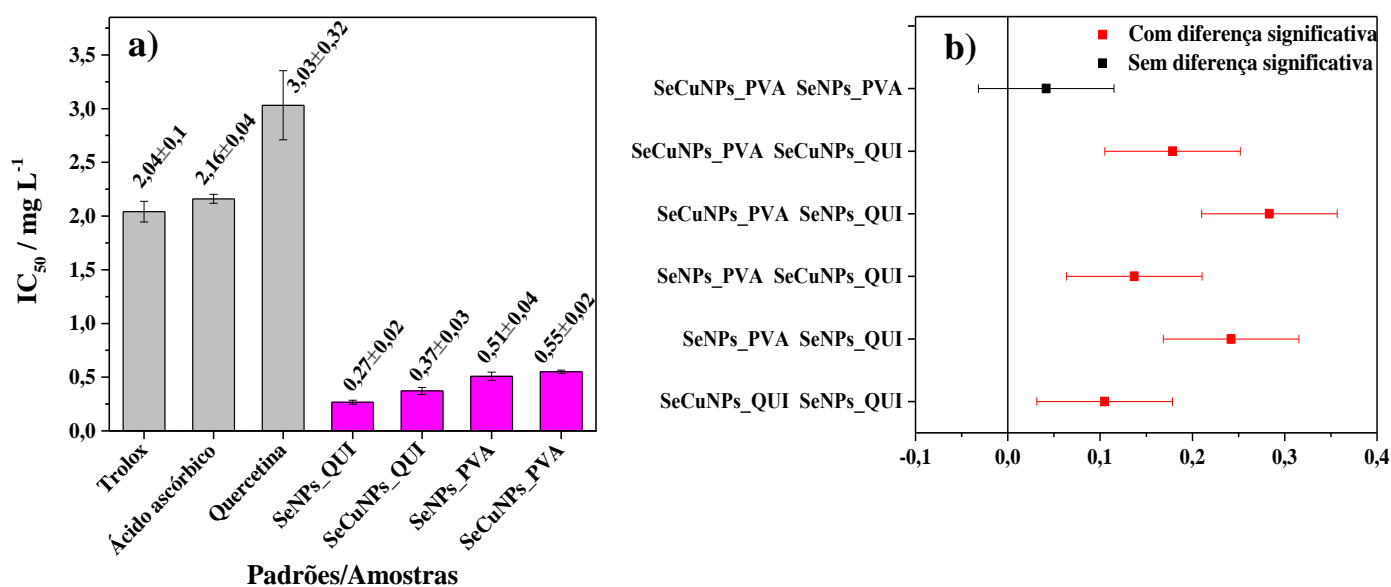 a)
3,5
3,0
2,5
2,0
1,5
1,0
0,5
0,0
IC50 / mg L-1
2,04±0,1
2,16±0,04
3,03±0,32
0,27±0,02
0,37±0,03
0,51±0,04
0,55±0,02
Trolox
Ácido ascórbico
Quercetina
SeNPs_QUI
SeCuNPs_QUI
SeNPs_PVA
SeCuNPs_PVA
Padrões/Amostras
b)
Com diferença significativa
Sem diferença significativa
SeCuNPs_PVA SeNPs_PVA
SeCuNPs_PVA SeCuNPs_QUI
SeCuNPs_PVA SeNPs_QUI
SeNPs_PVA SeCuNPs_QUI
SeNPs_PVA SeNPs_QUI
SeCuNPs_QUI SeNPs_QUI
-0,1 0,0 0,1 0,2 0,3 0,4